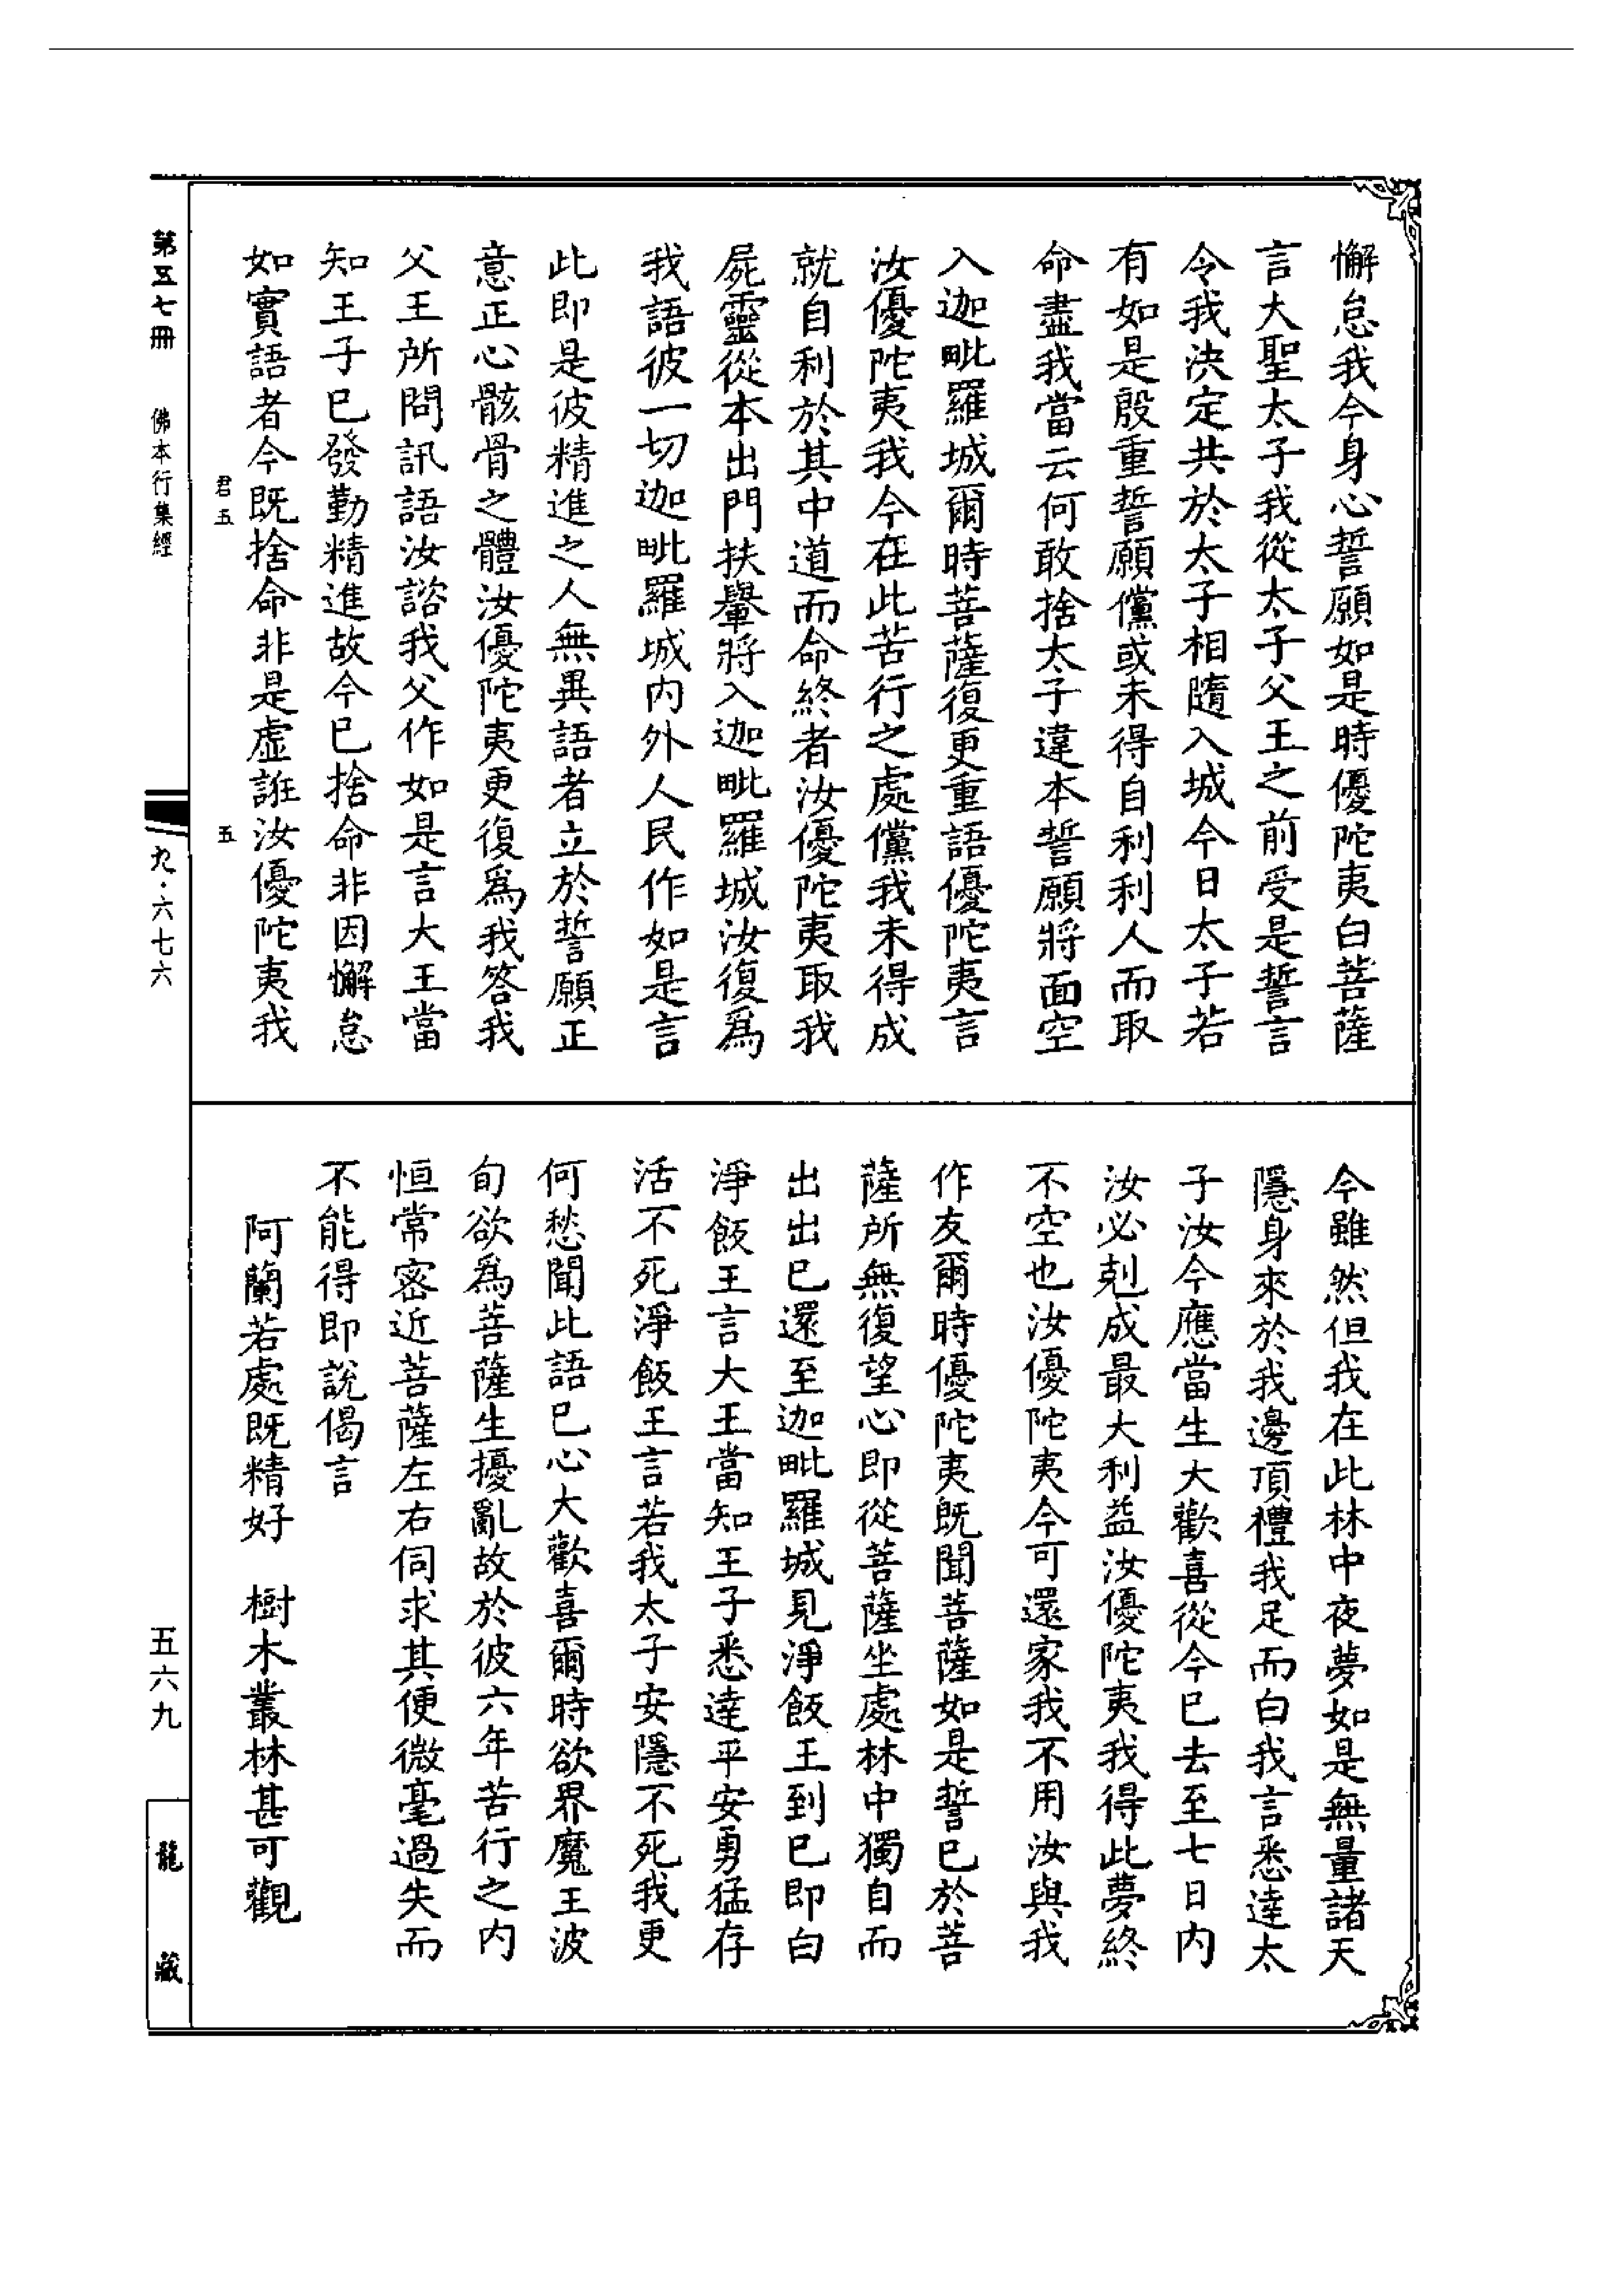 懈怠我今身心誓願如是時優陀夷白菩薩
言大聖太子我從太子父王之前受是誓言
令我決定共於太子相隨入城今日太子若
有如是殷重誓願儻或未得自利利人而取
命盡我當云何敢捨太子違本誓願將面空
入迦毗羅城爾時菩薩復更重語優陀夷言
汝優陀夷我今在此苦行之處儻我未得成
就自利於其中道而命終者汝優陀夷取我
屍靈從本出門扶轝將入迦毗羅城汝復爲
我語彼一切迦毗羅城内外人民作如是言
此即是彼精進之人無異語者立於誓願正
意正心骸骨之體汝優陀夷更復爲我答我
父王所問訊語汝諮我父作如是言大王當
知王子已發勤精進故今已捨命非因懈怠
如實語者今既捨命非是虛誑汝優陀夷我
今雖然但我在此林中夜夢如是無量諸天
隱身來於我邊頂禮我足而白我言悉達太
子汝今應當生大歡喜從今已去至七日内
汝必剋成最大利益汝優陀夷我得此夢終
不空也汝優陀夷今可還家我不用汝與我
作友爾時優陀夷既聞菩薩如是誓已於菩
薩所無復望心即從菩薩坐處林中獨自而
出出已還至迦毗羅城見淨飯王到已即白
淨飯王言大王當知王子悉達平安勇猛存
活不死淨飯王言若我太子安隱不死我更
何愁聞此語已心大歡喜爾時欲界魔王波
旬欲爲菩薩生擾亂故於彼六年苦行之内
恒常密近菩薩左右伺求其便微毫過失而
不能得即說偈言
阿蘭若處既精好　樹木叢林甚可觀
君五
五
第五七冊　佛本行集經
九·六七六
五六九
龍藏